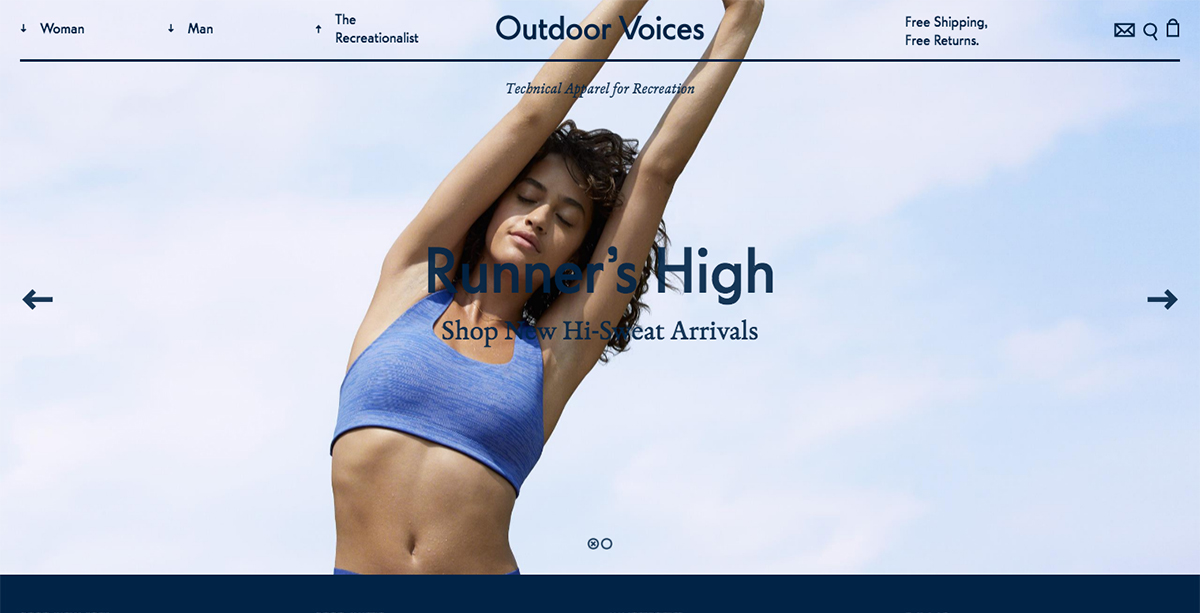 Woman
Man
The
Recreationalist
Outdoor Voices
Free Shipping,
Free Returns.
Technical Apparel for Recreation
Runner's High
Shop New Hi-Sweat Arrivals